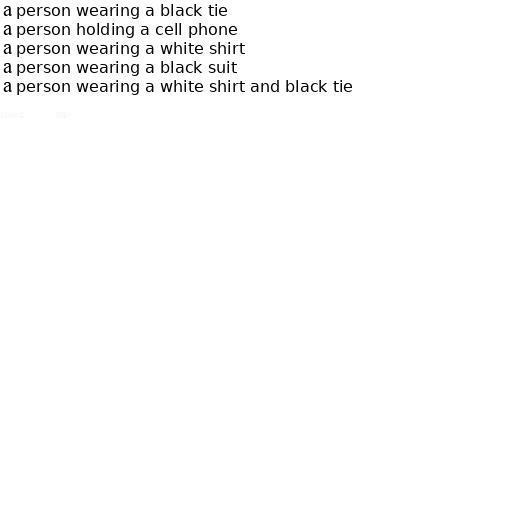 a person wearing a black tie
a person holding a cell phone
a person wearing a white shirt
a person wearing a black suit
a person wearing a white shirt and black tie